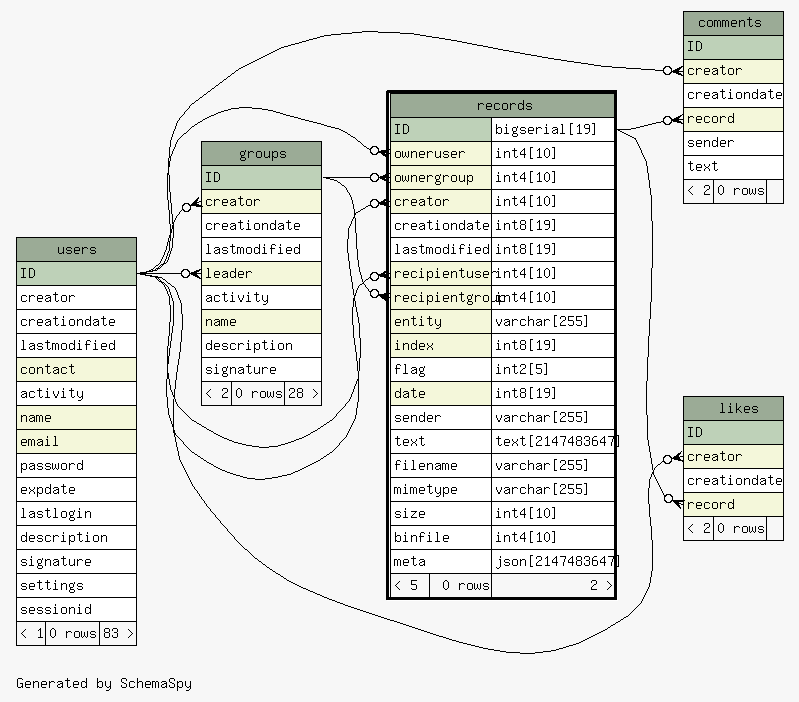 comments
ID
creator
creationdate
record
sender
text
< 2 0 rows
records
ID bigserial[19]
owneruser int4[10]
ownergroup int4[10]
creator int4[10]
creationdate int8[19]
lastmodified int8[19]
recipientuser int4[10]
recipientgroup int4[10]
entity varchar[255]
index int8[19]
flag int2[5]
date int8[19]
sender varchar[255]
text text[2147483647]
filename varchar[255]
mimetype varchar[255]
size int4[10]
binfile int4[10]
meta json[2147483647]
< 5 0 rows 2 >
groups
ID
creator
creationdate
lastmodified
leader
activity
name
description
signature
< 2 0 rows 28 >
users
ID
creator
creationdate
lastmodified
contact
activity
name
email
password
expdate
lastlogin
description
signature
settings
sessionid
< 1 0 rows 83 >
likes
ID
creator
creationdate
record
< 2 0 rows
Generated by SchemaSpy